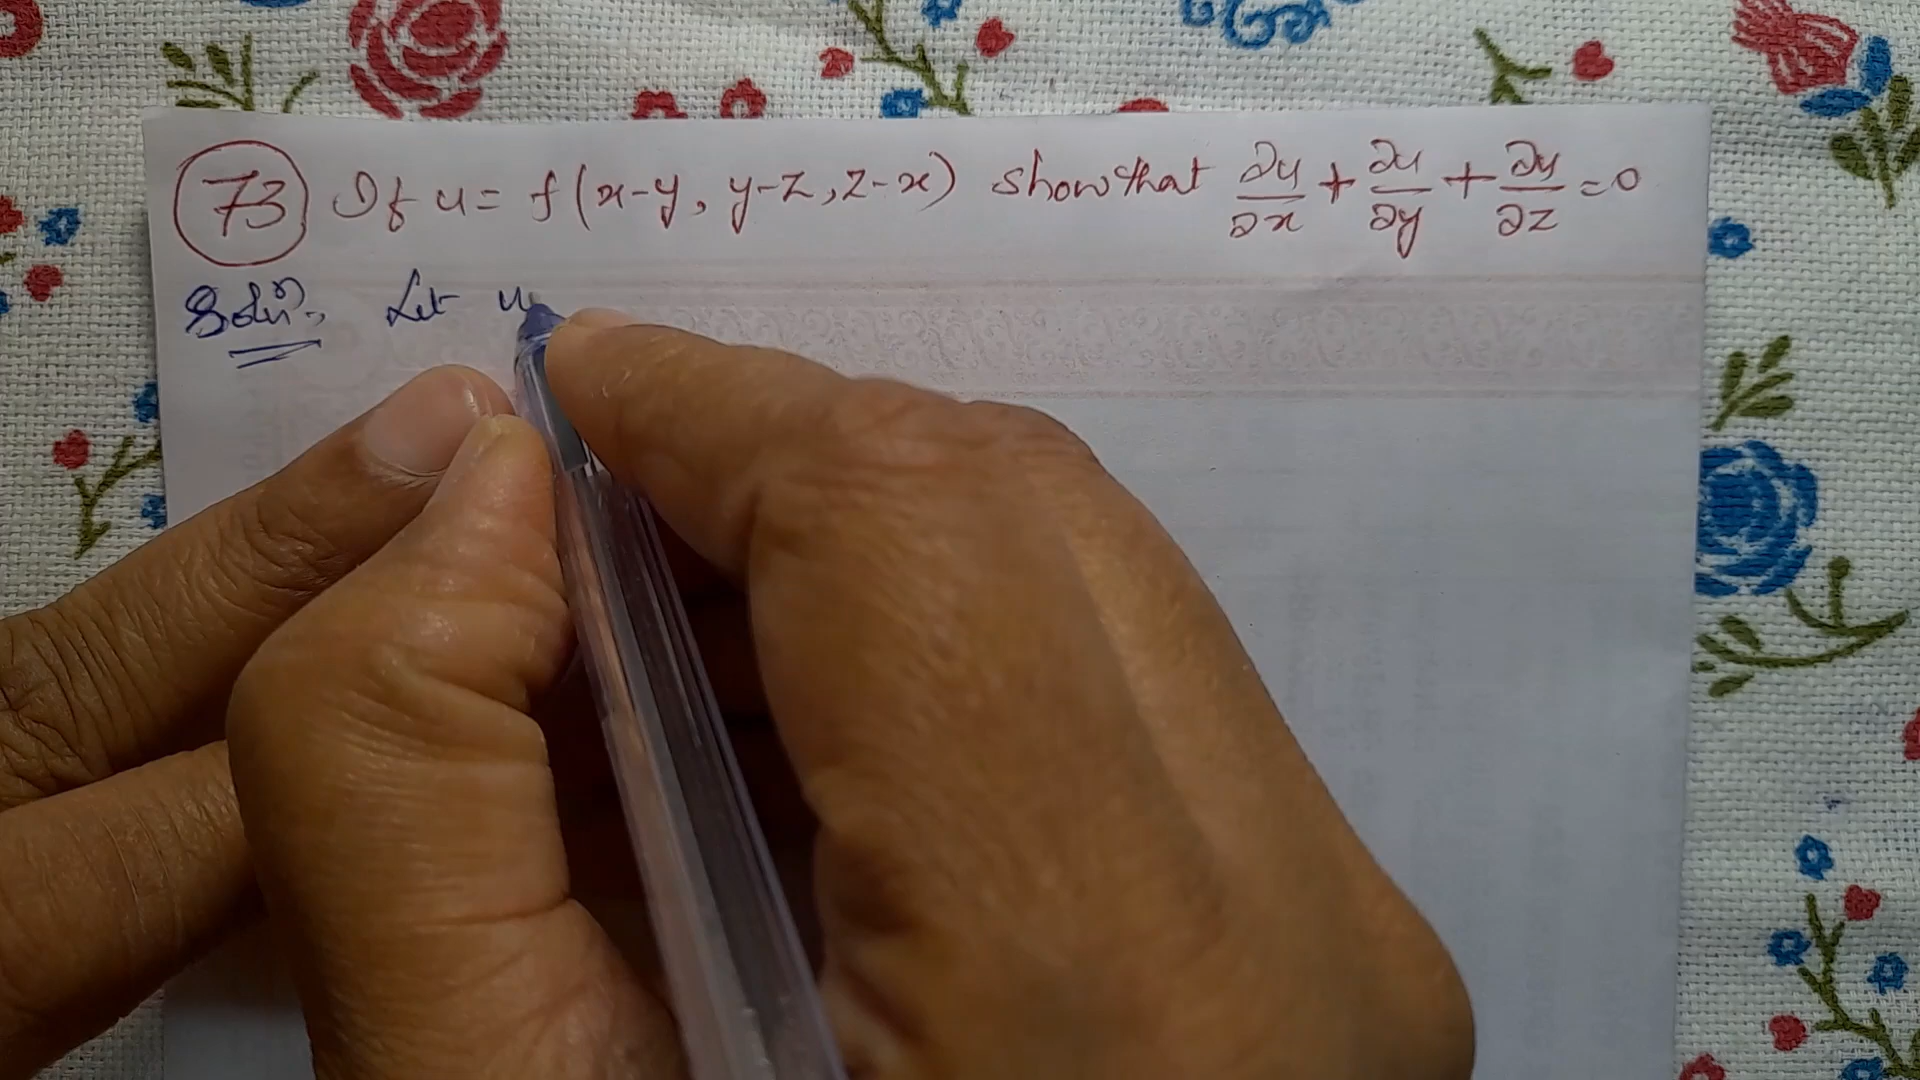 73 If u = f(x-y, y-z, z-x) show that ∂u/∂x + ∂u/∂y + ∂u/∂z = 0
Soln:- Let u